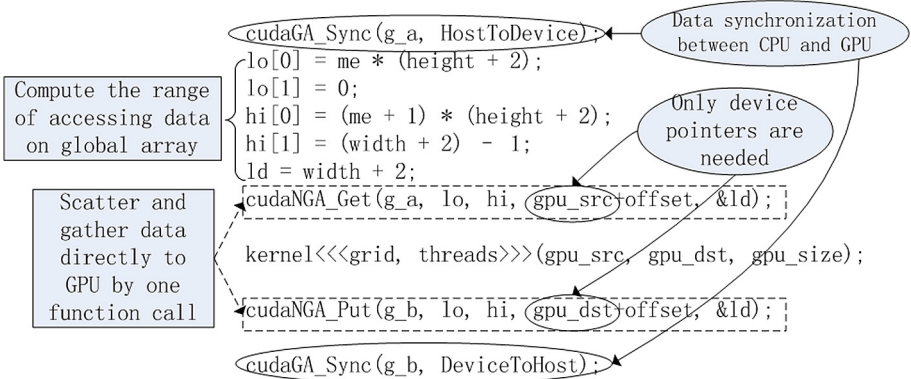 cudaGA_Sync(g_a, HostToDevice);
Data synchronization
between CPU and GPU
Compute the range
of accessing data
on global array
lo[0] = me * (height + 2);
lo[1] = 0;
hi[0] = (me + 1) * (height + 2);
hi[1] = (width + 2) - 1;
ld = width + 2;
Only device
pointers are
needed
Scatter and
gather data
directly to
GPU by one
function call
cudaNGA_Get(g_a, lo, hi, gpu_src+offset, &ld);
kernel<<<grid, threads>>>(gpu_src, gpu_dst, gpu_size);
cudaNGA_Put(g_b, lo, hi, gpu_dst+offset, &ld);
cudaGA_Sync(g_b, DeviceToHost);